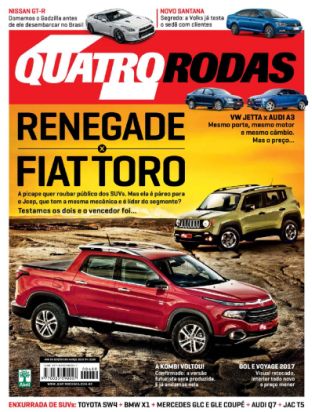 NISSAN GT-R
Domamos o Godzilla antes
de ele desembarcar no Brasil
NOVO SANTANA
Segredo: a Volks já testa
o sedã com clientes
QUATRO RODAS
VW JETTA x AUDI A3
Mesmo porte, mesmo motor
e mesmo câmbio.
Mas o preço...
RENEGADE
x
FIAT TORO
A picape quer roubar público dos SUVs. Mas ela é páreo para
o Jeep, que tem a mesma mecânica e é líder do segmento?
Testamos os dois e o vencedor foi...
Abril
A KOMBI VOLTOU!
Confirmado: a versão
futurista será produzida.
E já andamos nela
GOL E VOYAGE 2017
Visual retocado,
interior todo novo
e preço menor
ENXURRADA DE SUVs: TOYOTA SW4 + BMW X1 + MERCEDES GLC E GLE COUPÉ + AUDI Q7 + JAC T5